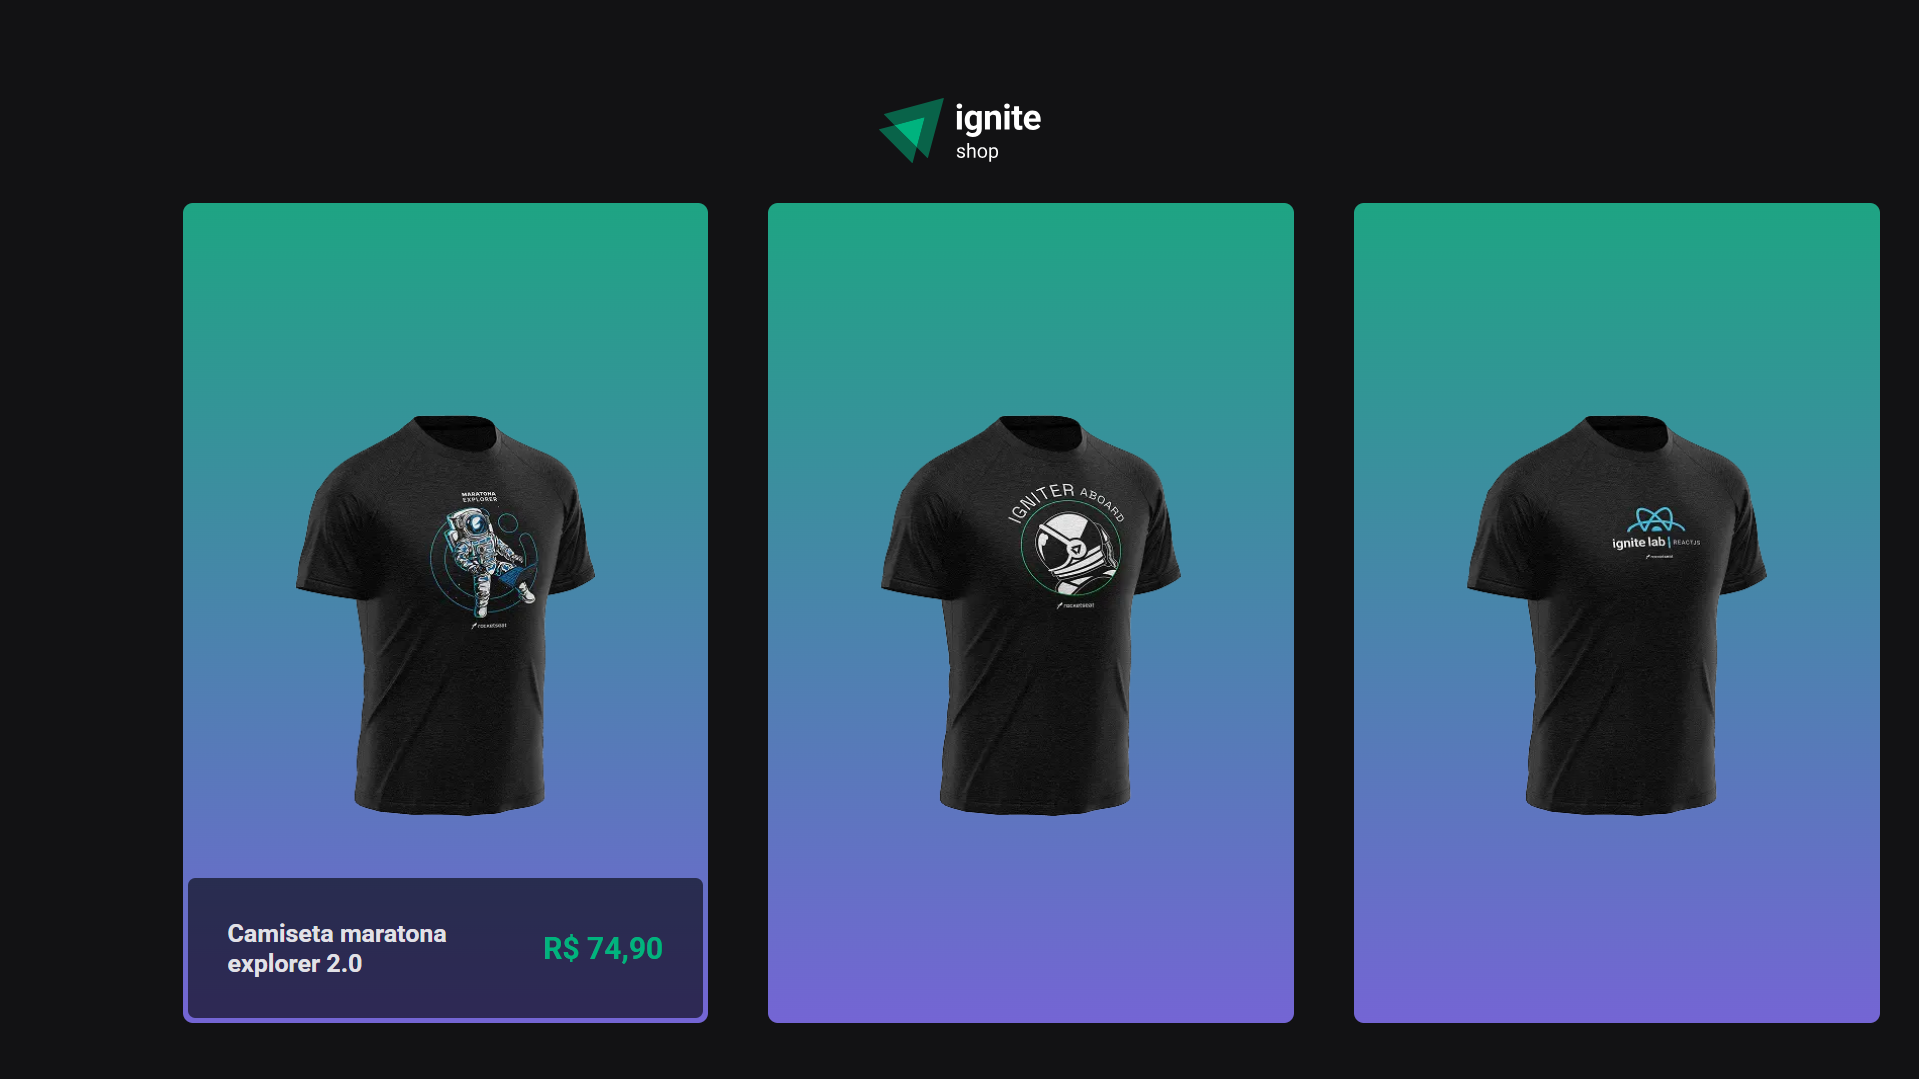 ignite
shop
MARATONA
EXPLORER
rocketseat
IGNITER ABOARD
rocketseat
ignite lab | REACTJS
rocketseat
Camiseta maratona
explorer 2.0
R$ 74,90